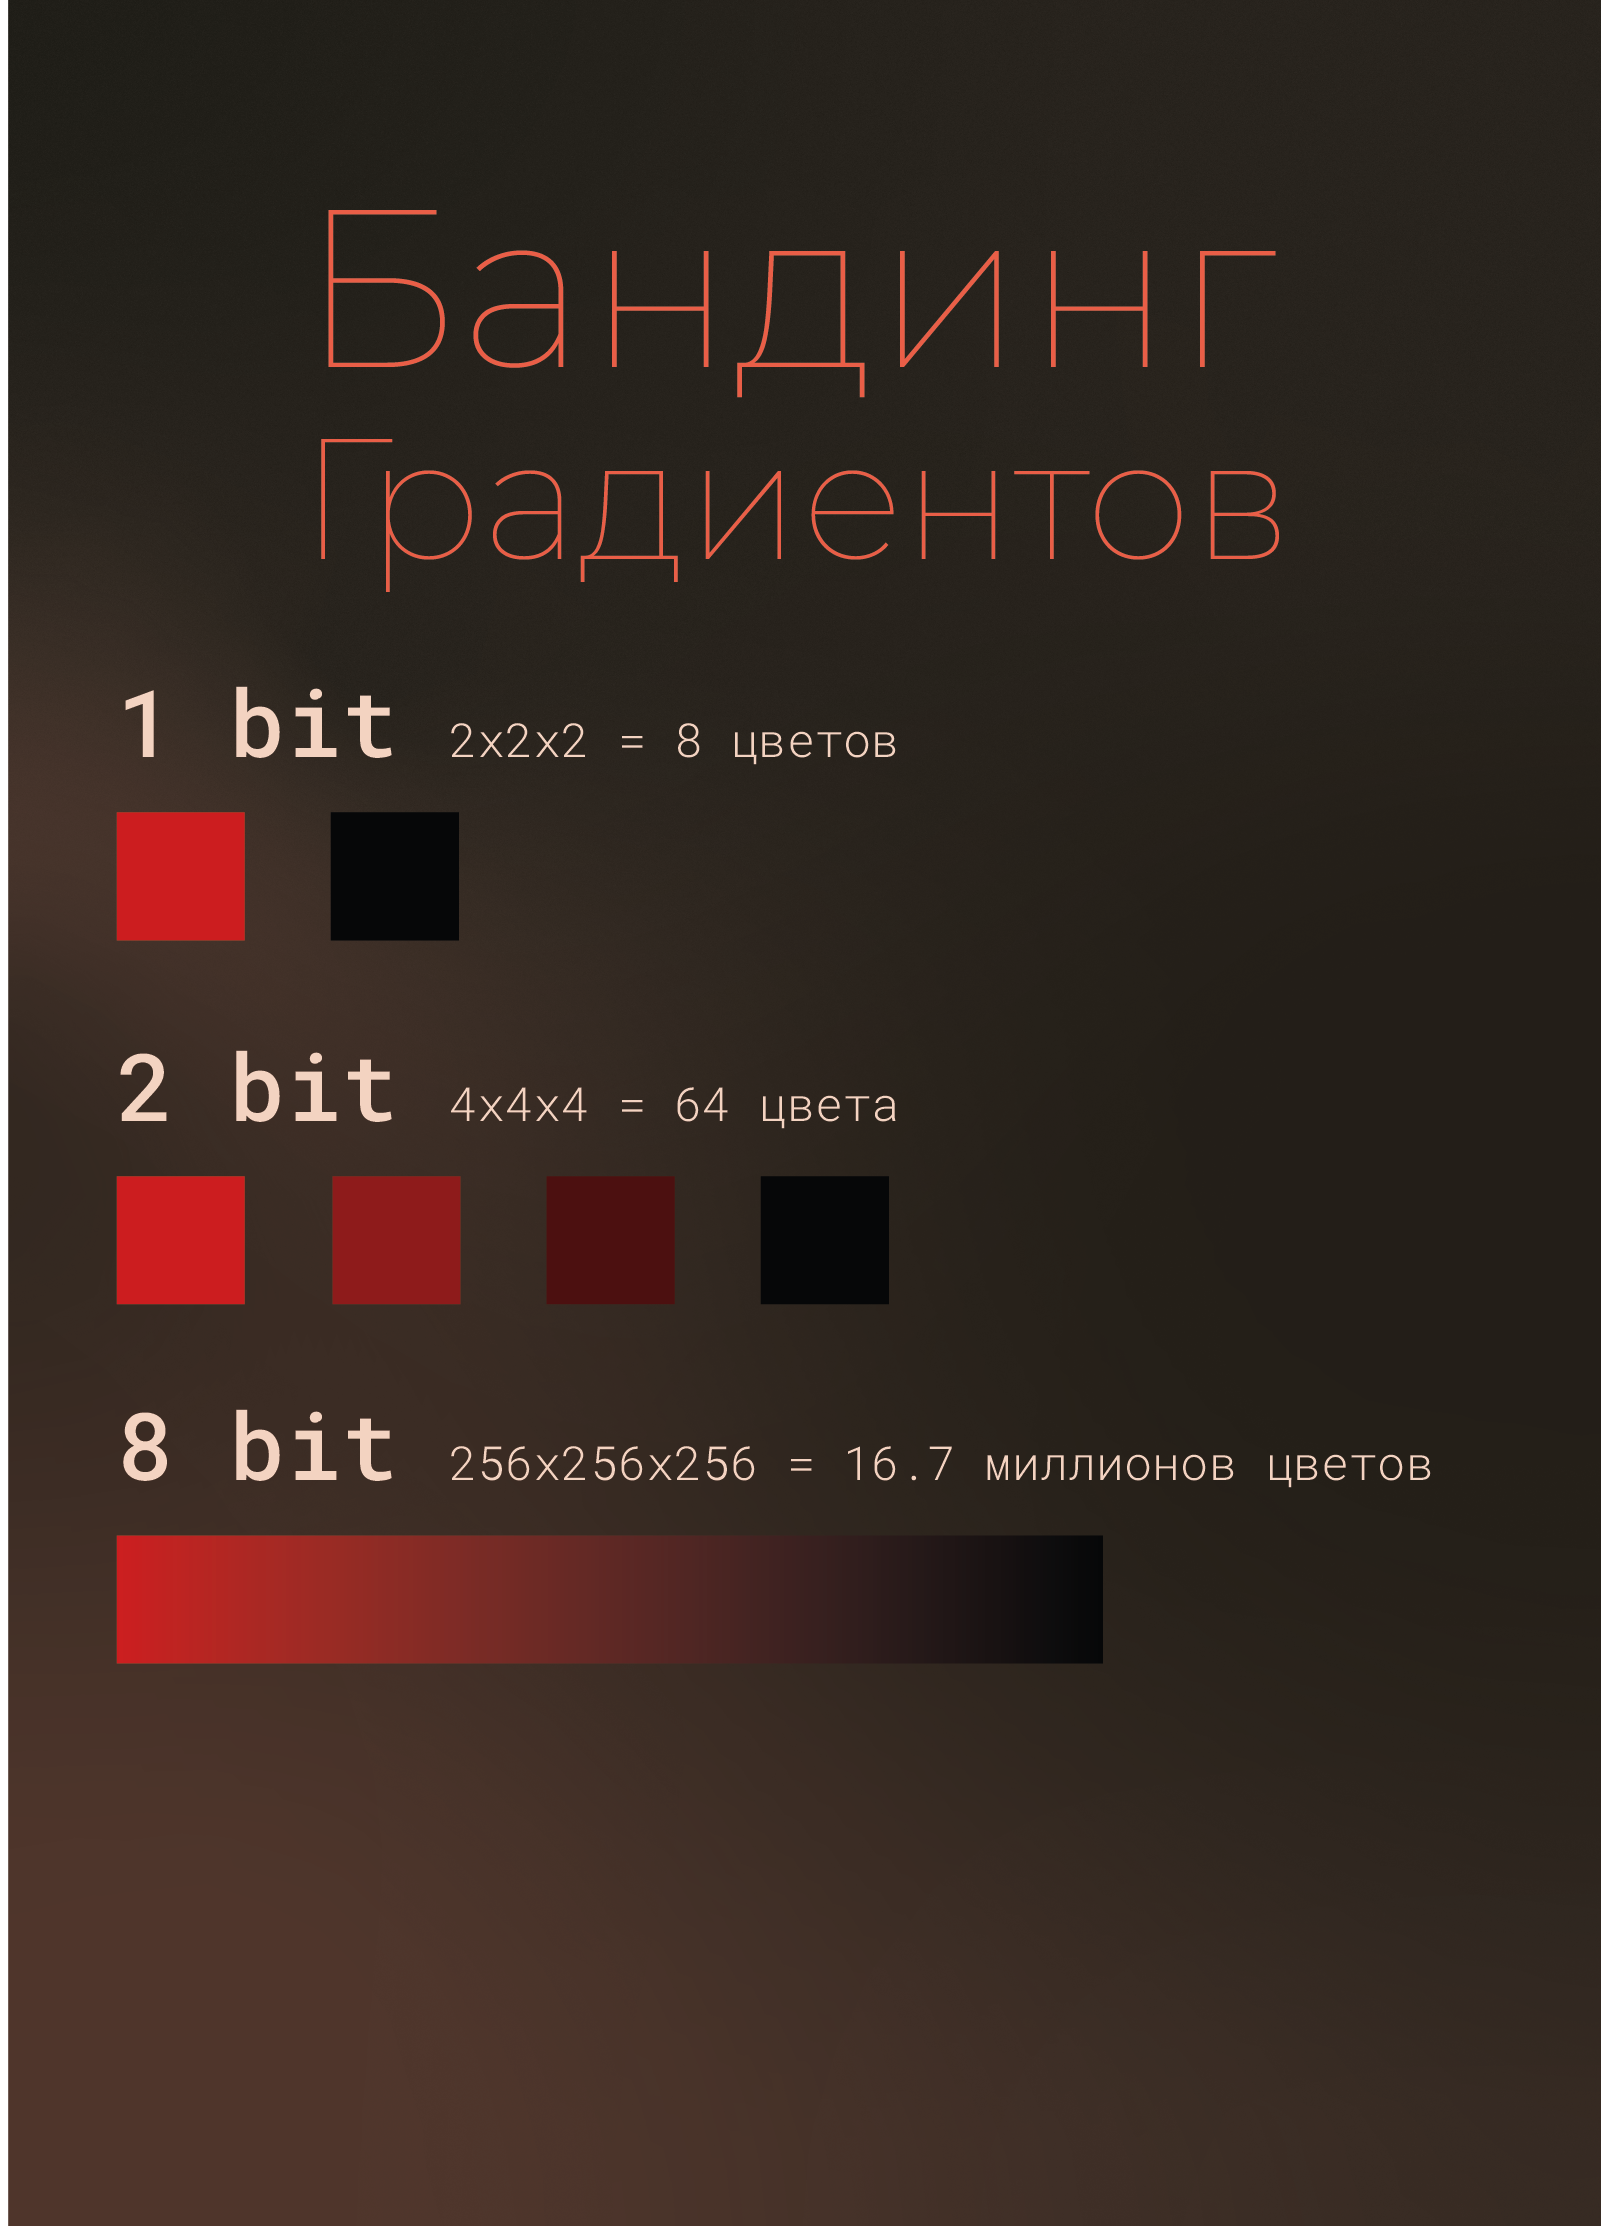 Бандинг
Градиентов
1 bit 2x2x2 = 8 цветов
2 bit 4x4x4 = 64 цвета
8 bit 256x256x256 = 16.7 миллионов цветов